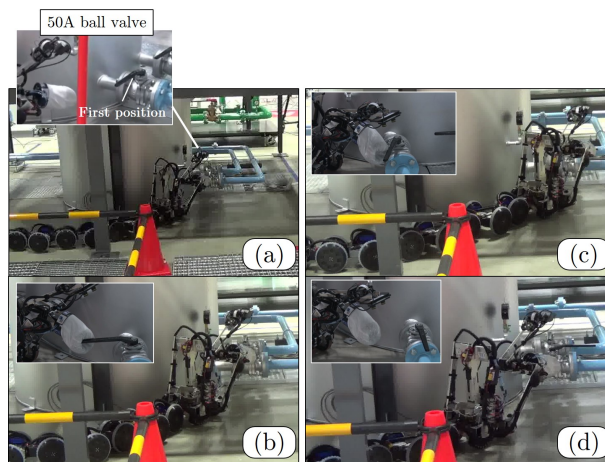 50A ball valve
First position
(a)
(c)
(b)
(d)